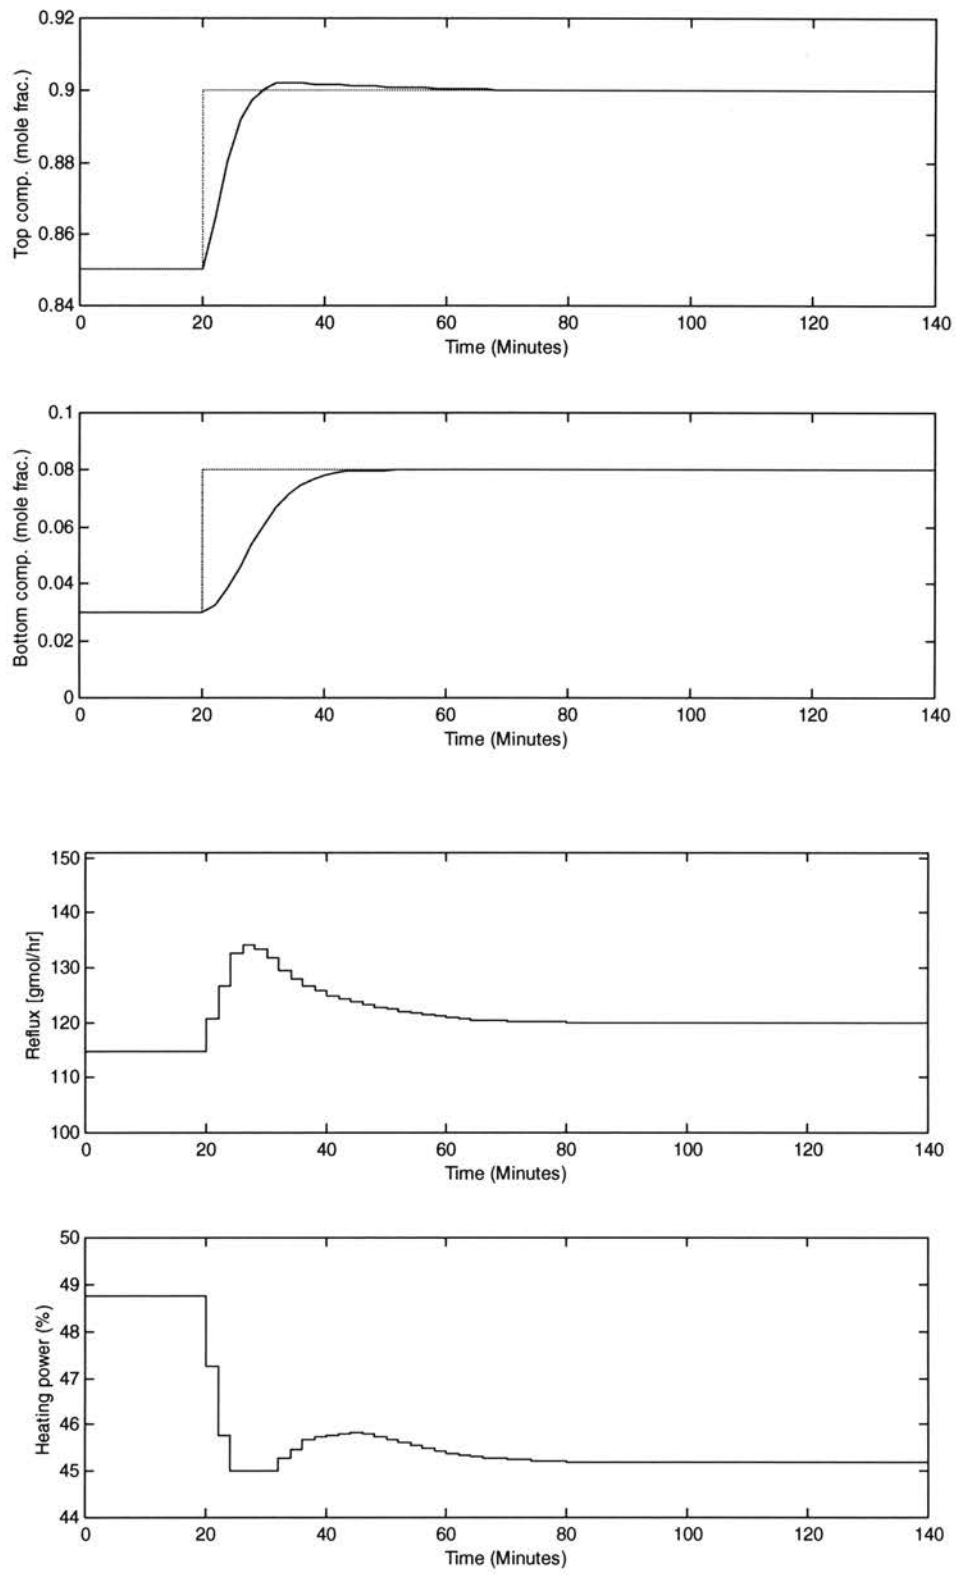 0.92
0.9
0.88
0.86
0.84
Top comp. (mole frac.)
0 20 40 60 80 100 120 140
Time (Minutes)
0.1
0.08
0.06
0.04
0.02
0
Bottom comp. (mole frac.)
0 20 40 60 80 100 120 140
Time (Minutes)
150
140
130
120
110
100
Reflux [gmol/hr]
0 20 40 60 80 100 120 140
Time (Minutes)
50
49
48
47
46
45
44
Heating power (%)
0 20 40 60 80 100 120 140
Time (Minutes)